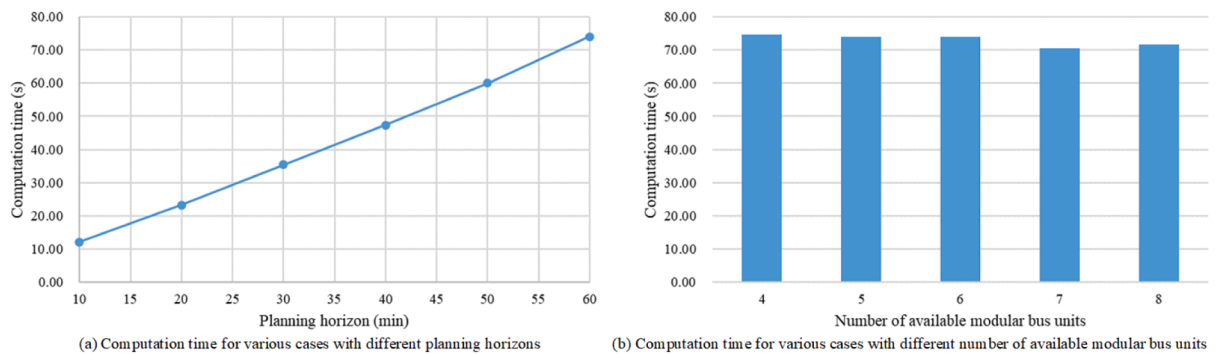 80.00
70.00
60.00
50.00
40.00
30.00
20.00
10.00
0.00
Computation time (s)
10 15 20 25 30 35 40 45 50 55 60
Planning horizon (min)
(a) Computation time for various cases with different planning horizons
80.00
70.00
60.00
50.00
40.00
30.00
20.00
10.00
0.00
Computation time (s)
4 5 6 7 8
Number of available modular bus units
(b) Computation time for various cases with different number of available modular bus units